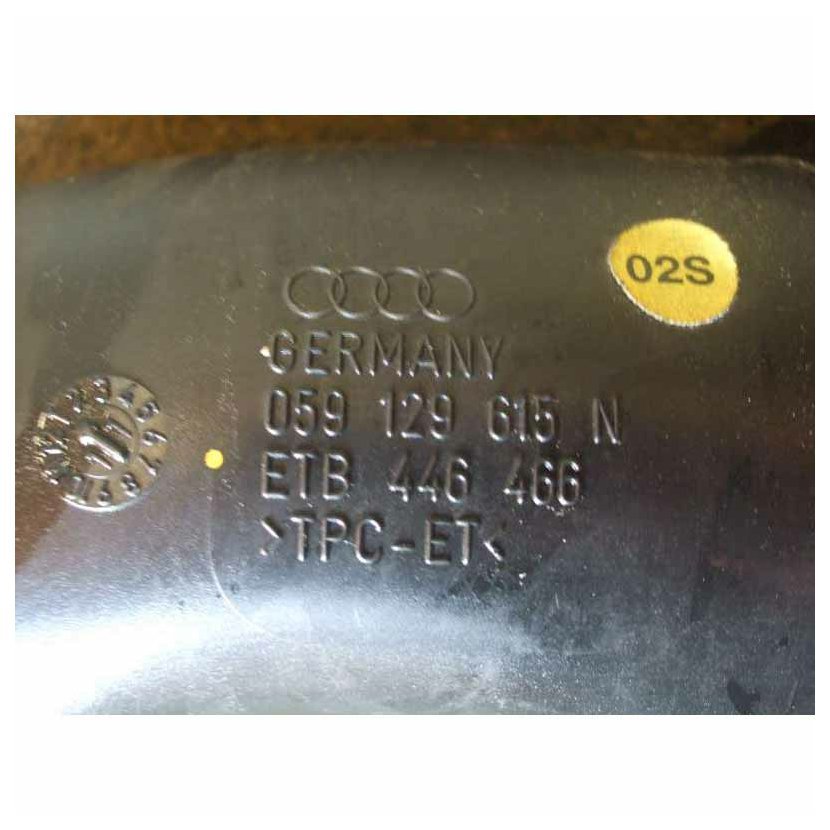 02S
GERMANY
059 129 615 N
ETB 446 466
>TPC-ET<